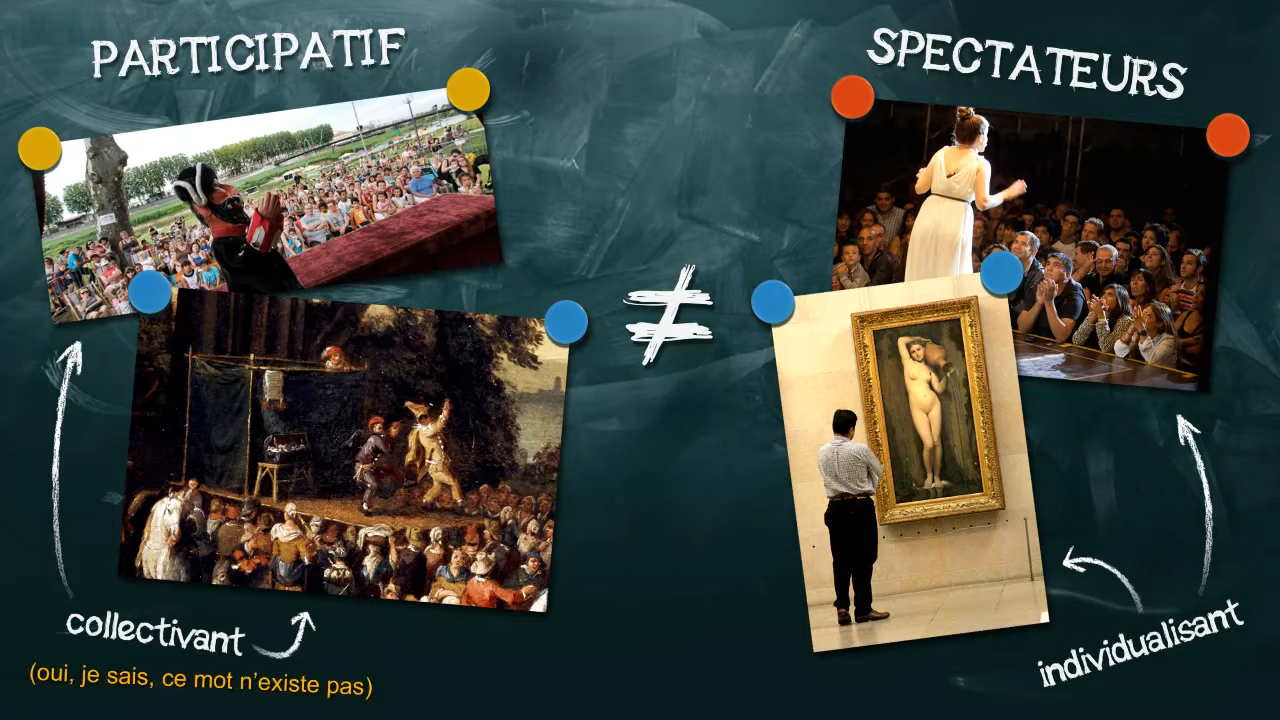 PARTICIPATIF
SPECTATEURS
≠
collectivant
(oui, je sais, ce mot n'existe pas)
individualisant